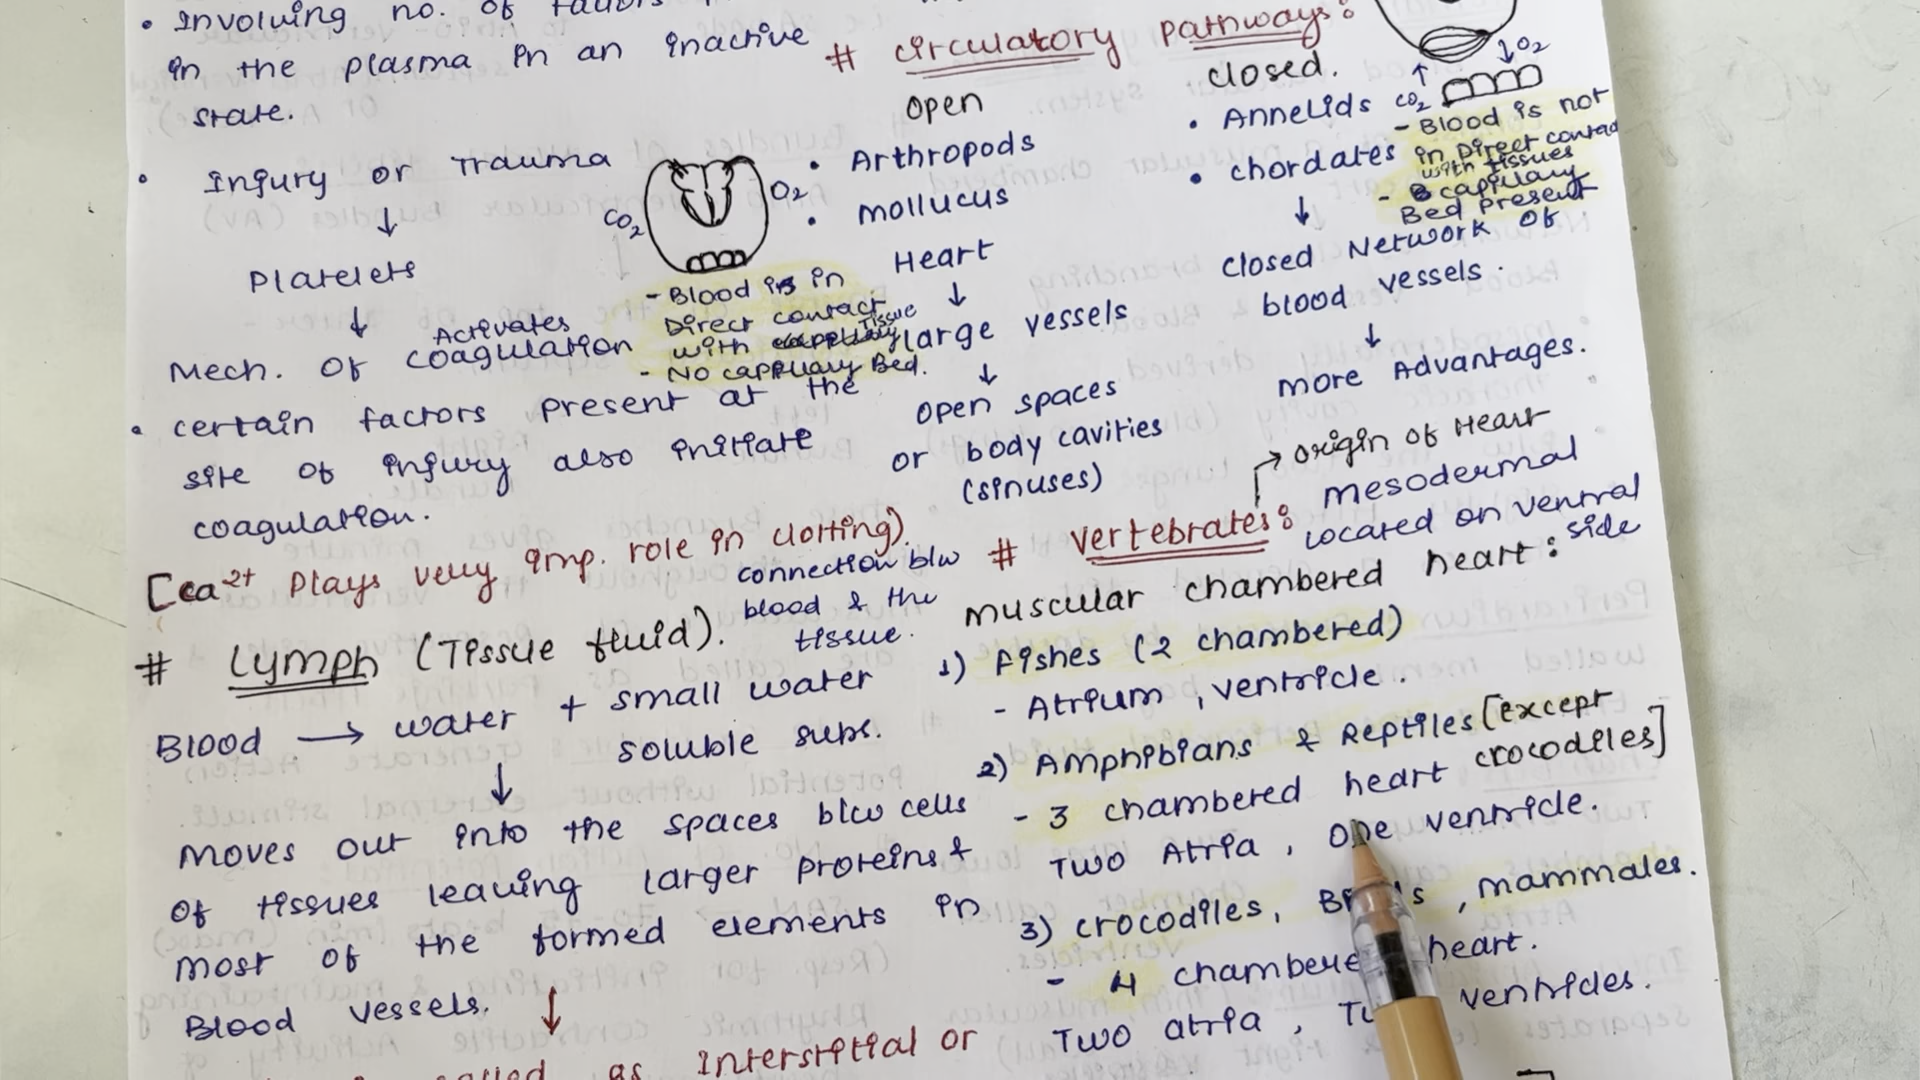 • Involving no. of factors
in the plasma in an inactive
state.
• Injury or Trauma
↓
Platelets
↓ Activates
Mech. of coagulation
• certain factors present at the
site of injury also initiate
coagulation.
[ca2+ plays very imp. role in clotting).
# Lymph (Tissue fluid).
connection b/w
blood & the
tissue.
Blood → water + small water
soluble subs.
↓
moves out into the spaces b/w cells
of tissues leaving larger proteins &
most of the formed elements in
Blood vessels. ↓
called as Interstitial or
CO2
O2
- Blood is in
Direct contact
with Tissue
- No capillary Bed.
# circulatory pathways:
open
• Arthropods
• mollucus
Heart
↓
large vessels
↓
open spaces
or body cavities
(sinuses)
closed.
• Annelids
• chordates
↓
closed Network of
blood vessels.
↓
more Advantages.
CO2 ↑
↓O2
- Blood is not
in Direct contact
with tissues
- capillary
Bed present
# vertebrates:
→ origin of Heart
mesodermal
located on ventral
side
muscular chambered heart:
1) Fishes (2 chambered)
- Atrium, ventricle.
2) Amphibians & Reptiles [except
crocodiles]
- 3 chambered heart
Two Atria, one ventricle.
3) crocodiles, Birds, mammales.
- 4 chambered heart.
Two atria, Two ventricles.